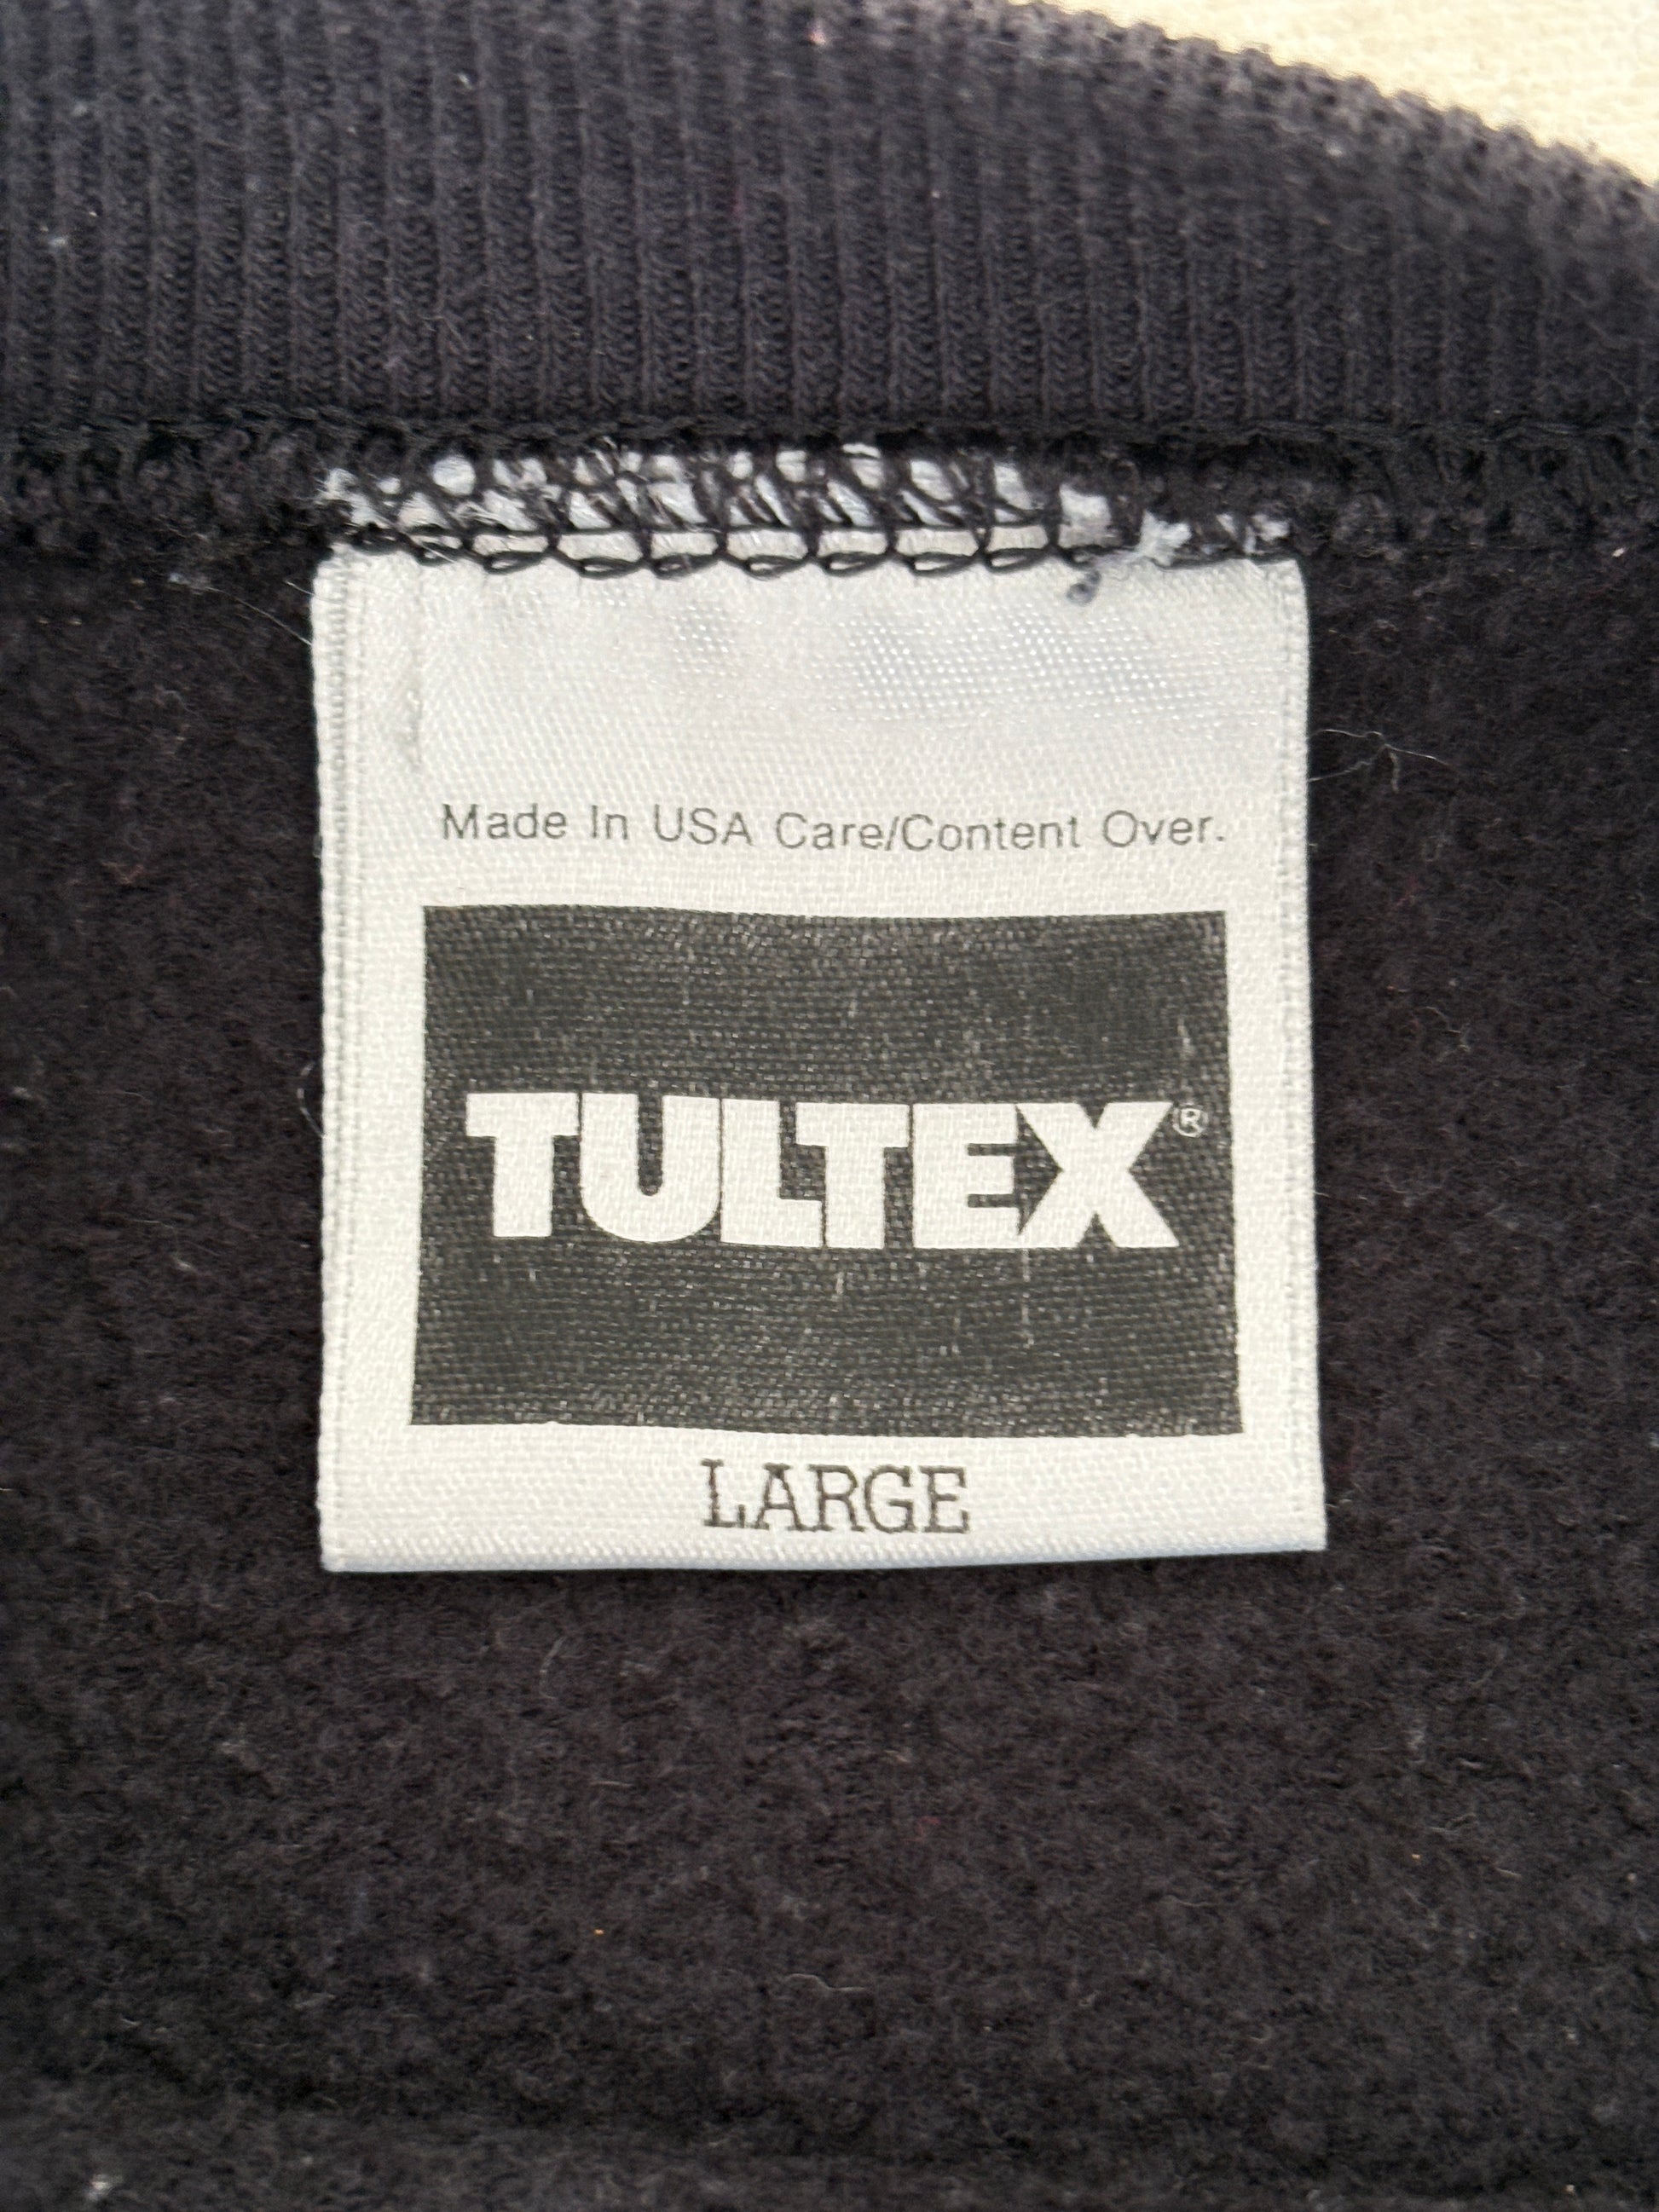 Made In USA Care/Content Over.
TULTEX®
LARGE